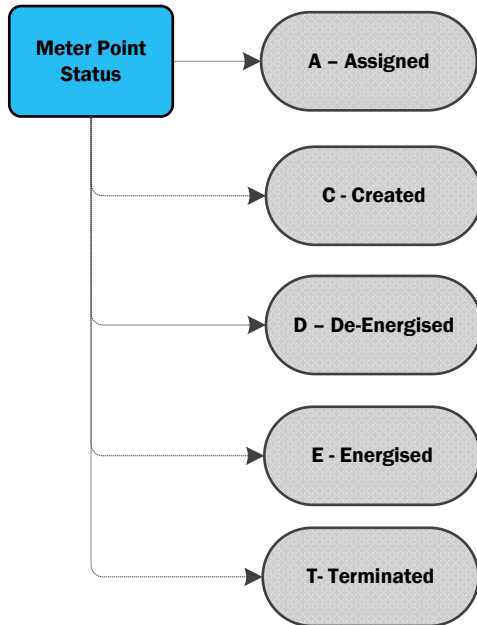 Meter Point
Status
A – Assigned
C - Created
D – De-Energised
E - Energised
T- Terminated